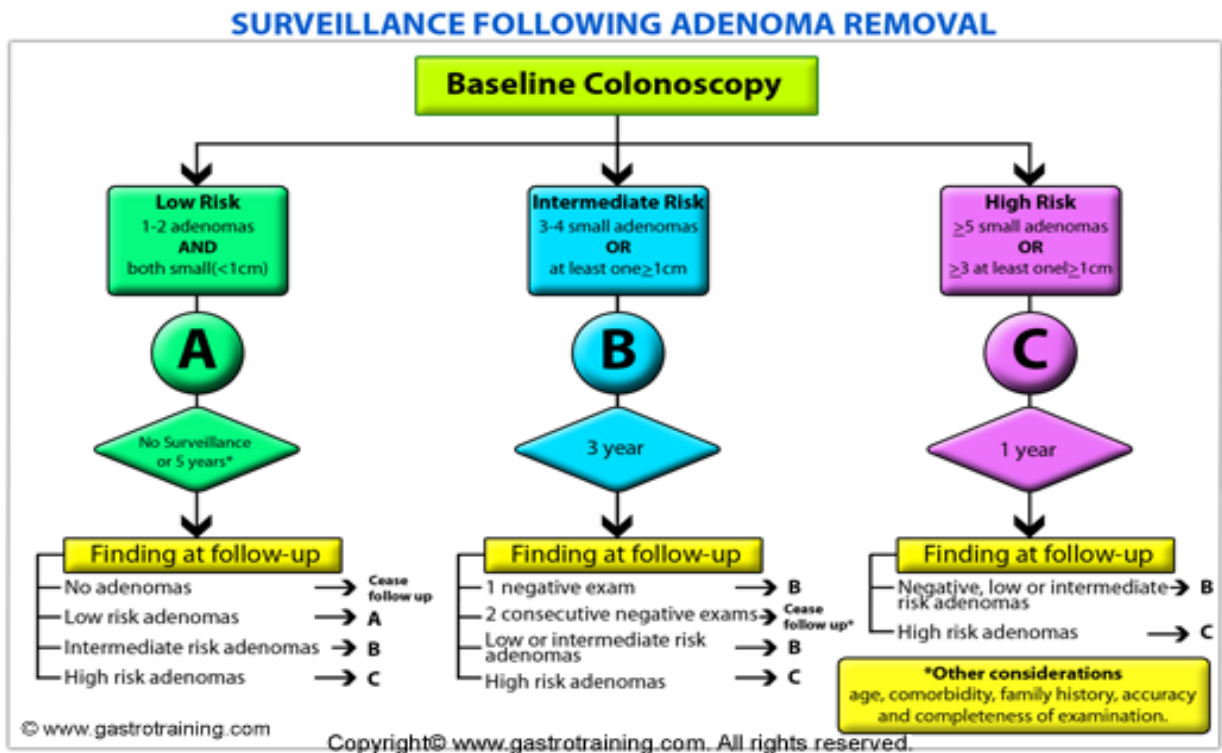 SURVEILLANCE FOLLOWING ADENOMA REMOVAL
Baseline Colonoscopy
Low Risk
1-2 adenomas
AND
both small(<1cm)
A
No Surveillance
or 5 years*
Finding at follow-up
No adenomas
Cease
follow up
Low risk adenomas
A
Intermediate risk adenomas
B
High risk adenomas
C
Intermediate Risk
3-4 small adenomas
OR
at least one≥1cm
B
3 year
Finding at follow-up
1 negative exam
B
2 consecutive negative exams
Cease
follow up*
Low or intermediate risk
adenomas
B
High risk adenomas
C
High Risk
≥5 small adenomas
OR
≥3 at least onel≥1cm
C
1 year
Finding at follow-up
Negative, low or intermediate
risk adenomas
B
High risk adenomas
C
*Other considerations
age, comorbidity, family history, accuracy
and completeness of examination.
© www.gastrotraining.com
Copyright© www.gastrotraining.com. All rights reserved.